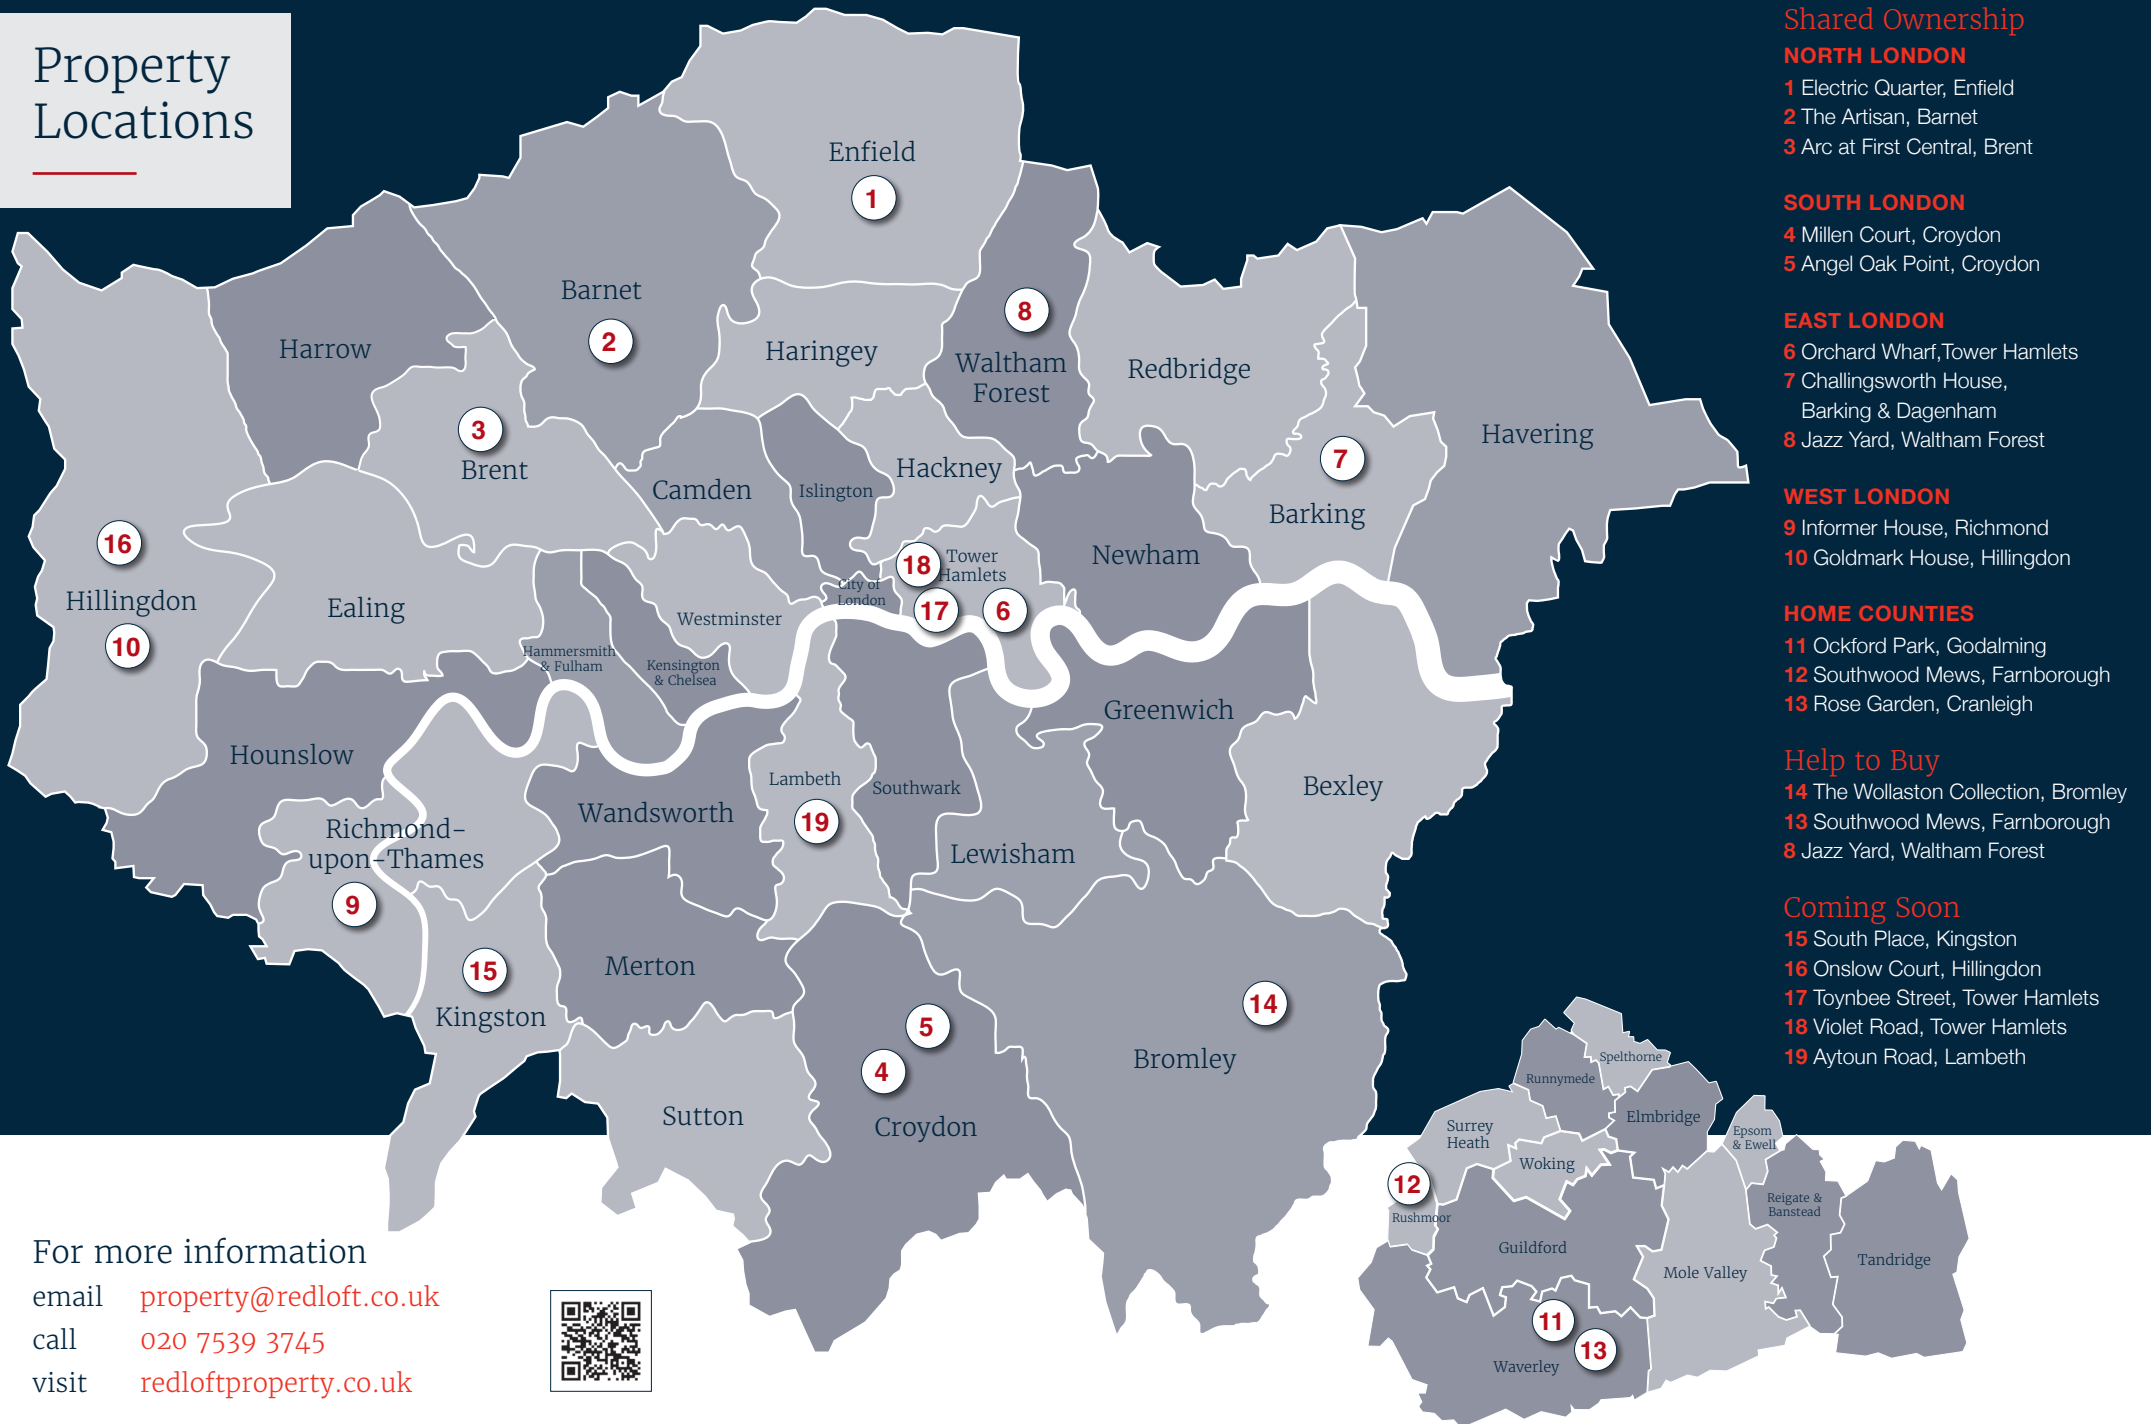 Property
Locations
Enfield
1
Barnet
2
Harrow
Haringey
8
Waltham
Forest
Redbridge
Havering
3
Brent
Camden
Islington
Hackney
7
Barking
16
Hillingdon
10
Ealing
Hammersmith
& Fulham
Kensington
& Chelsea
Westminster
City of
London
18
Tower
Hamlets
17
6
Newham
Hounslow
Richmond-
upon-Thames
9
Wandsworth
Lambeth
19
Southwark
Lewisham
Greenwich
Bexley
15
Kingston
Merton
Sutton
5
4
Croydon
14
Bromley
Spelthorne
Runnymede
Elmbridge
Epsom
& Ewell
Surrey
Heath
Woking
12
Rushmoor
Guildford
Mole Valley
Reigate &
Banstead
Tandridge
11
13
Waverley
Shared Ownership
NORTH LONDON
1 Electric Quarter, Enfield
2 The Artisan, Barnet
3 Arc at First Central, Brent
SOUTH LONDON
4 Millen Court, Croydon
5 Angel Oak Point, Croydon
EAST LONDON
6 Orchard Wharf,Tower Hamlets
7 Challingsworth House,
Barking & Dagenham
8 Jazz Yard, Waltham Forest
WEST LONDON
9 Informer House, Richmond
10 Goldmark House, Hillingdon
HOME COUNTIES
11 Ockford Park, Godalming
12 Southwood Mews, Farnborough
13 Rose Garden, Cranleigh
Help to Buy
14 The Wollaston Collection, Bromley
13 Southwood Mews, Farnborough
8 Jazz Yard, Waltham Forest
Coming Soon
15 South Place, Kingston
16 Onslow Court, Hillingdon
17 Toynbee Street, Tower Hamlets
18 Violet Road, Tower Hamlets
19 Aytoun Road, Lambeth
For more information
email property@redloft.co.uk
call 020 7539 3745
visit redloftproperty.co.uk